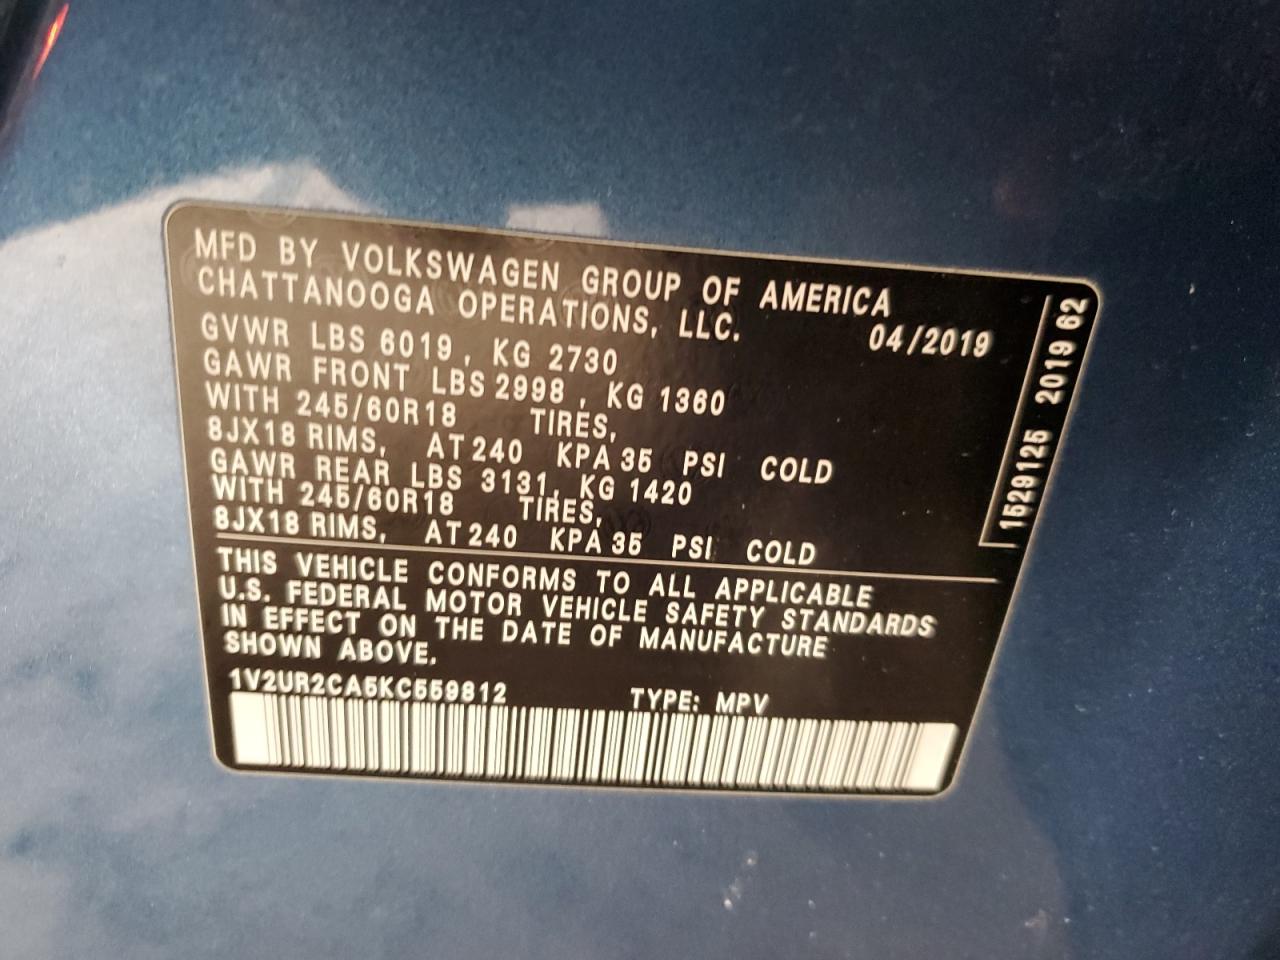 MFD BY VOLKSWAGEN GROUP OF AMERICA
CHATTANOOGA OPERATIONS, LLC.
04/2019
GVWR LBS 6019, KG 2730
GAWR FRONT LBS 2998, KG 1360
WITH 245/60R18 TIRES,
8JX18 RIMS, AT 240 KPA 35 PSI COLD
GAWR REAR LBS 3131, KG 1420
WITH 245/60R18 TIRES,
8JX18 RIMS, AT 240 KPA 35 PSI COLD
THIS VEHICLE CONFORMS TO ALL APPLICABLE
U.S. FEDERAL MOTOR VEHICLE SAFETY STANDARDS
IN EFFECT ON THE DATE OF MANUFACTURE
SHOWN ABOVE.
1V2UR2CA5KC559812 TYPE: MPV
1529125 2019 62